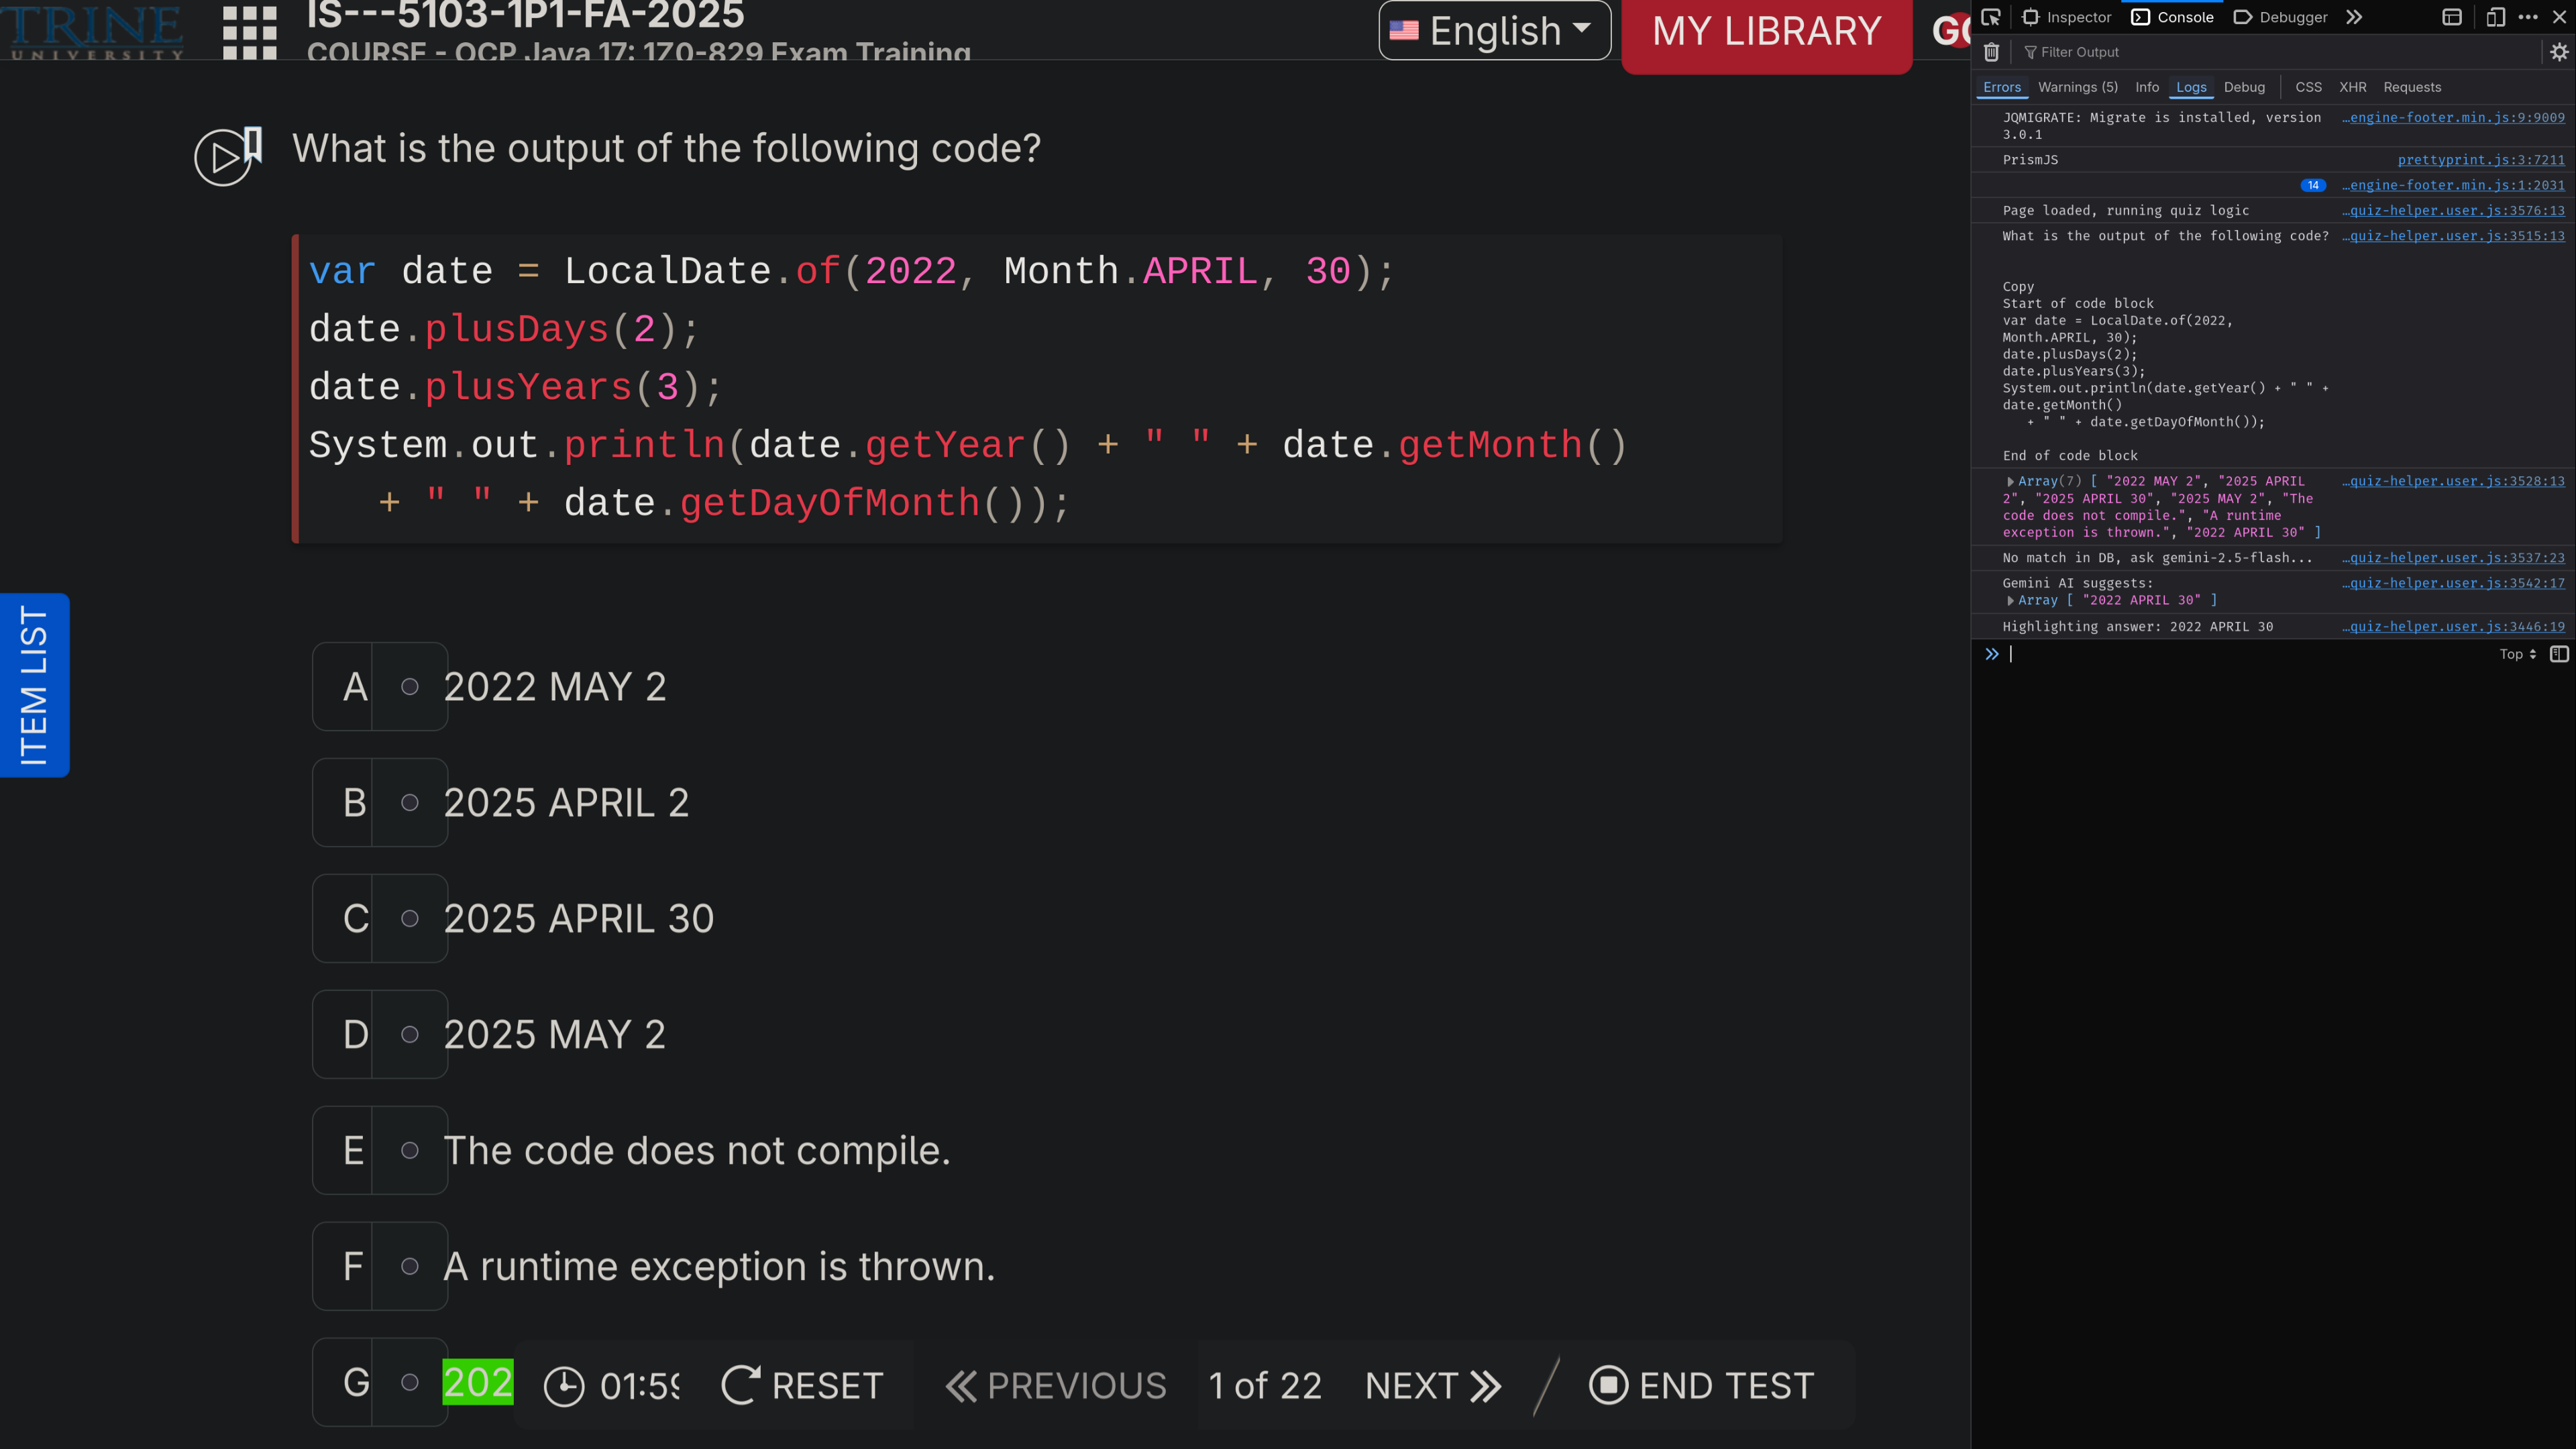 TRINE
UNIVERSITY
IS---5103-1P1-FA-2025
COURSE - OCP Java 17: 1Z0-829 Exam Training
English
MY LIBRARY
What is the output of the following code?
var date = LocalDate.of(2022, Month.APRIL, 30);
date.plusDays(2);
date.plusYears(3);
System.out.println(date.getYear() + " " + date.getMonth()
+ " " + date.getDayOfMonth());
ITEM LIST
A 2022 MAY 2
B 2025 APRIL 2
C 2025 APRIL 30
D 2025 MAY 2
E The code does not compile.
F A runtime exception is thrown.
G 202
01:59
RESET
PREVIOUS
1 of 22
NEXT
END TEST
Inspector Console Debugger
Filter Output
Errors Warnings (5) Info Logs Debug CSS XHR Requests
JQMIGRATE: Migrate is installed, version …engine-footer.min.js:9:9009
3.0.1
PrismJS prettyprint.js:3:7211
14 …engine-footer.min.js:1:2031
Page loaded, running quiz logic …quiz-helper.user.js:3576:13
What is the output of the following code? …quiz-helper.user.js:3515:13
Copy
Start of code block
var date = LocalDate.of(2022,
Month.APRIL, 30);
date.plusDays(2);
date.plusYears(3);
System.out.println(date.getYear() + " " +
date.getMonth()
+ " " + date.getDayOfMonth());
End of code block
Array(7) [ "2022 MAY 2", "2025 APRIL …quiz-helper.user.js:3528:13
2", "2025 APRIL 30", "2025 MAY 2", "The
code does not compile.", "A runtime
exception is thrown.", "2022 APRIL 30" ]
No match in DB, ask gemini-2.5-flash... …quiz-helper.user.js:3537:23
Gemini AI suggests: …quiz-helper.user.js:3542:17
Array [ "2022 APRIL 30" ]
Highlighting answer: 2022 APRIL 30 …quiz-helper.user.js:3446:19
Top